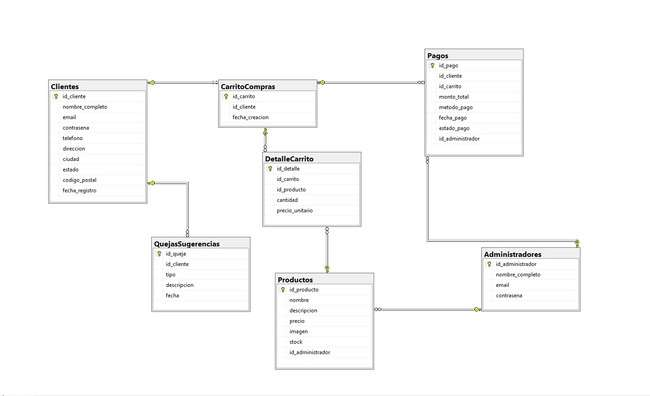 Clientes
id_cliente
nombre_completo
email
contrasena
telefono
direccion
ciudad
estado
codigo_postal
fecha_registro
CarritoCompras
id_carrito
id_cliente
fecha_creacion
Pagos
id_pago
id_cliente
id_carrito
monto_total
metodo_pago
fecha_pago
estado_pago
id_administrador
DetalleCarrito
id_detalle
id_carrito
id_producto
cantidad
precio_unitario
QuejasSugerencias
id_queja
id_cliente
tipo
descripcion
fecha
Productos
id_producto
nombre
descripcion
precio
imagen
stock
id_administrador
Administradores
id_administrador
nombre_completo
email
contrasena